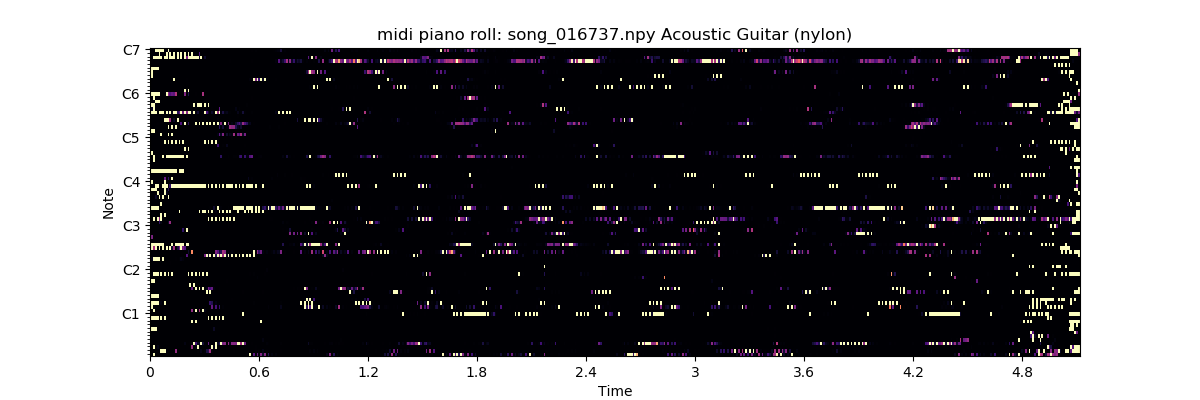 midi piano roll: song_016737.npy Acoustic Guitar (nylon)
C7
C6
C5
C4
C3
C2
C1
Note
0 0.6 1.2 1.8 2.4 3 3.6 4.2 4.8
Time